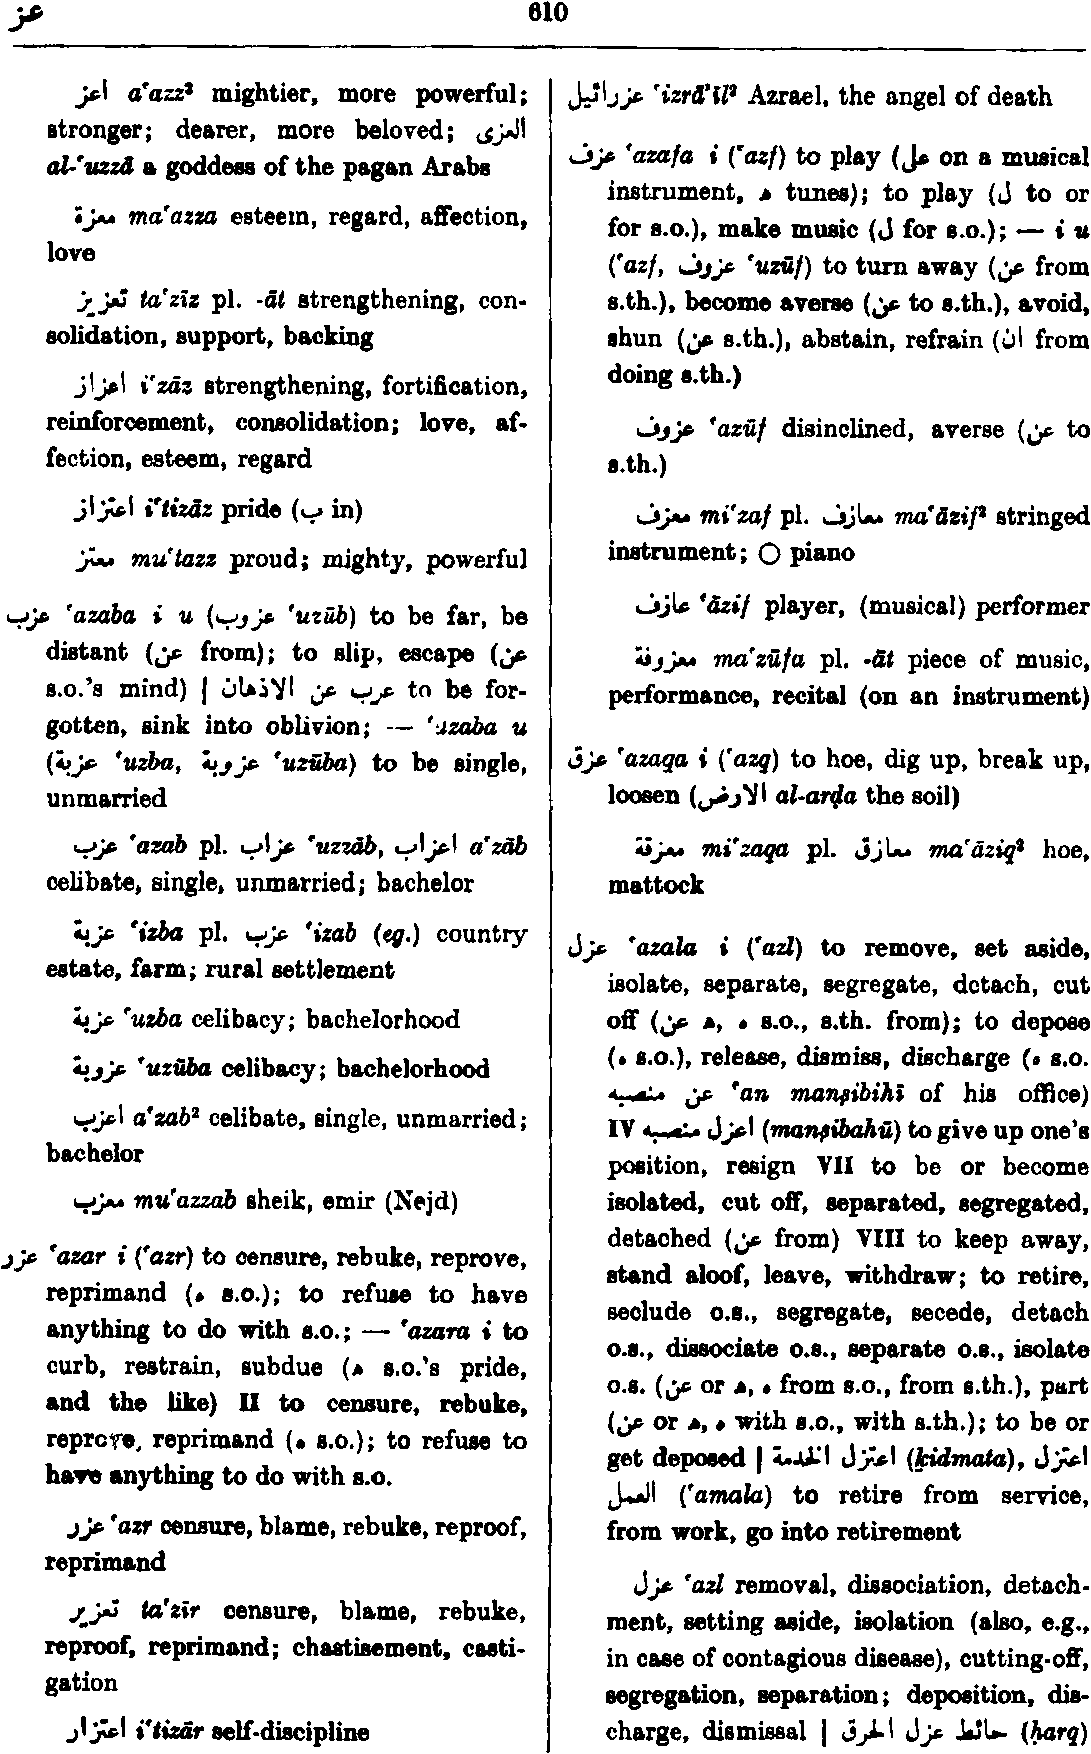 عز
610
اعز a‘azz² mightier, more powerful;
stronger; dearer, more beloved; العزى
al-‘uzzā a goddess of the pagan Arabs
معزة ma‘azza esteem, regard, affection,
love
تعزيز ta‘zīz pl. -āt strengthening, con-
solidation, support, backing
اعزاز i‘zāz strengthening, fortification,
reinforcement, consolidation; love, af-
fection, esteem, regard
اعتزاز i‘tizāz pride (ب in)
معتز mu‘tazz proud; mighty, powerful
عزب ‘azaba i u (عزوب ‘uzūb) to be far, be
distant (عن from); to slip, escape (عن
s.o.’s mind) | عزب عن الاذهان to be for-
gotten, sink into oblivion; — ‘azaba u
(عزبة ‘uzba, عزوبة ‘uzūba) to be single,
unmarried
عزب ‘azab pl. عزاب ‘uzzāb, اعزاب a‘zāb
celibate, single, unmarried; bachelor
عزبة ‘izba pl. عزب ‘izab (eg.) country
estate, farm; rural settlement
عزبة ‘uzba celibacy; bachelorhood
عزوبة ‘uzūba celibacy; bachelorhood
اعزب a‘zab² celibate, single, unmarried;
bachelor
معزب mu‘azzab sheik, emir (Nejd)
عزر ‘azar i (‘azr) to censure, rebuke, reprove,
reprimand (ه s.o.); to refuse to have
anything to do with s.o.; — ‘azara i to
curb, restrain, subdue (ه s.o.’s pride,
and the like) II to censure, rebuke,
reprove, reprimand (ه s.o.); to refuse to
have anything to do with s.o.
عزر ‘azr censure, blame, rebuke, reproof,
reprimand
تعزير ta‘zīr censure, blame, rebuke,
reproof, reprimand; chastisement, casti-
gation
اعتزار i‘tizār self-discipline
عزرائيل ‘izrā’īl² Azrael, the angel of death
عزف ‘azafa i (‘azf) to play (على on a musical
instrument, ه tunes); to play (ل to or
for s.o.), make music (ل for s.o.); — i u
(‘azf, عزوف ‘uzūf) to turn away (عن from
s.th.), become averse (عن to s.th.), avoid,
shun (عن s.th.), abstain, refrain (ان from
doing s.th.)
عزوف ‘azūf disinclined, averse (عن to
s.th.)
معزف mi‘zaf pl. معازف ma‘āzif² stringed
instrument; ○ piano
عازف ‘āzif player, (musical) performer
معزوفة ma‘zūfa pl. -āt piece of music,
performance, recital (on an instrument)
عزق ‘azaqa i (‘azq) to hoe, dig up, break up,
loosen (الارض al-arḍa the soil)
معزقة mi‘zaqa pl. معازق ma‘āziq² hoe,
mattock
عزل ‘azala i (‘azl) to remove, set aside,
isolate, separate, segregate, detach, cut
off (عن ه, ه s.o., s.th. from); to depose
(ه s.o.), release, dismiss, discharge (ه s.o.
عن منصبه ‘an manṣibihī of his office)
IV اعزل منصبه (manṣibahū) to give up one’s
position, resign VII to be or become
isolated, cut off, separated, segregated,
detached (عن from) VIII to keep away,
stand aloof, leave, withdraw; to retire,
seclude o.s., segregate, secede, detach
o.s., dissociate o.s., separate o.s., isolate
o.s. (عن or ه, ه from s.o., from s.th.), part
(عن or ه, ه with s.o., with s.th.); to be or
get deposed | اعتزل الخدمة (ḵidmata), اعتزل
العمل (‘amala) to retire from service,
from work, go into retirement
عزل ‘azl removal, dissociation, detach-
ment, setting aside, isolation (also, e.g.,
in case of contagious disease), cutting-off,
segregation, separation; deposition, dis-
charge, dismissal | حائط عزل الحرق (ḥarq)